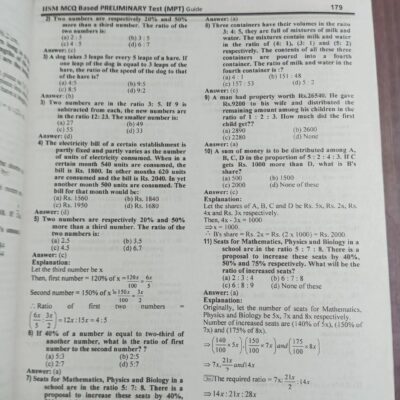 HSM MCQ Based PRELIMINARY Test (MPT) Guide
179
2) Two numbers are respectively 20% and 50%
more than a third number. The ratio of the
two numbers is:
(a) 2 : 5 (b) 3 : 5
(c) 4 : 5 (d) 6 : 7
Answer: (c)
3) A dog takes 3 leaps for every 5 leaps of a hare. If
one leap of the dog is equal to 3 leaps of the
hare, the ratio of the speed of the dog to that
of the hare is?
(a) 4:5 (b) 9:5
(c) 8:5 (d) 9:2
Answer: (b)
3) Two numbers are in the ratio 3: 5. If 9 is
subtracted from each, the new numbers are
in the ratio 12: 23. The smaller number is:
(a) 27 (b) 49
(c) 55 (d) 33
Answer: (d)
4) The electricity bill of a certain establishment is
partly fixed and partly varies as the number
of units of electricity consumed. When in a
certain month 540 units are consumed, the
bill is Rs. 1800. In other months 620 units
are consumed and the bill is Rs. 2040. In yet
another month 500 units are consumed. The
bill for that month would be:
(a) Rs. 1560 (b) Rs. 1840
(c) Rs. 1950 (d) Rs. 1680
Answer: (d)
5) Two numbers are respectively 20% and 50%
more than a third number. The ratio of the
two numbers is:
(a) 2.5 (b) 3.5
(c) 4.5 (d) 6.7
Answer: (c)
Explanation:
Let the third number be x
Then, first number = 120% of x = 120x/100 = 6x/5
Second number = 150% of x = 150x/100 = 3x/2
∴ Ratio of first two numbers =
(6x/5 : 3x/2) = 12x : 15x = 4 : 5
6) If 40% of a number is equal to two-third of
another number, what is the ratio of first
number to the second number? ?
(a) 5:3 (b) 3:7
(c) 2:7 (d) 5:7
Answer: (a)
7) Seats for Mathematics, Physics and Biology in a
school are in the ratio 5: 7: 8. There is a
proposal to increase these seats by 40%,
Answer: (a)
8) Three containers have their volumes in the ratio
3: 4: 5, they are full of mixtures of milk and
water. The mixtures contain milk and water
in the ratio of (4: 1), (3: 1) and (5: 2)
respectively. The contents of all these three
containers are poured into a fourth
container. The ratio of milk and water in the
fourth container is :?
(a) 4 : 1 (b) 151 : 48
(c) 157 : 53 (d) 5 : 2
Answer: (c)
9) A man had property worth Rs.26540. He gave
Rs.9200 to his wife and distributed the
remaining amount among his children in the
ratio of 1 : 2 : 3. How much did the first
child get??
(a) 2890 (b) 2600
(c) 2280 (d) None
Answer: (a)
10) A sum of money is to be distributed among A,
B, C, D in the proportion of 5 : 2 : 4 : 3. If C
gets Rs. 1000 more than D, what is B's
share?
(a) 500 (b) 1500
(c) 2000 (d) None of these
Answer: (c)
Explanation:
Let the shares of A, B, C and D be Rs. 5x, Rs. 2x, Rs.
4x and Rs. 3x respectively.
Then, 4x - 3x = 1000
⇒ x = 1000.
∴ B's share = Rs. 2x = Rs. (2 x 1000) = Rs. 2000.
11) Seats for Mathematics, Physics and Biology in a
school are in the ratio 5 : 7 : 8. There is a
proposal to increase these seats by 40%,
50% and 75% respectively. What will be the
ratio of increased seats?
(a) 2 : 3 : 4 (b) 6 : 7 : 8
(c) 6 : 8 : 9 (d) None of these
Answer: (a)
Explanation:
Originally, let the number of seats for Mathematics,
Physics and Biology be 5x, 7x and 8x respectively.
Number of increased seats are (140% of 5x), (150% of
7x) and (175% of 8x).
⇒ (140/100 × 5x), (150/100 × 7x) and (175/100 × 8x)
⇒ 7x, 21x/2 and 14x
The required ratio = 7x : 21x/2 : 14x
⇒ 14x : 21x : 28x